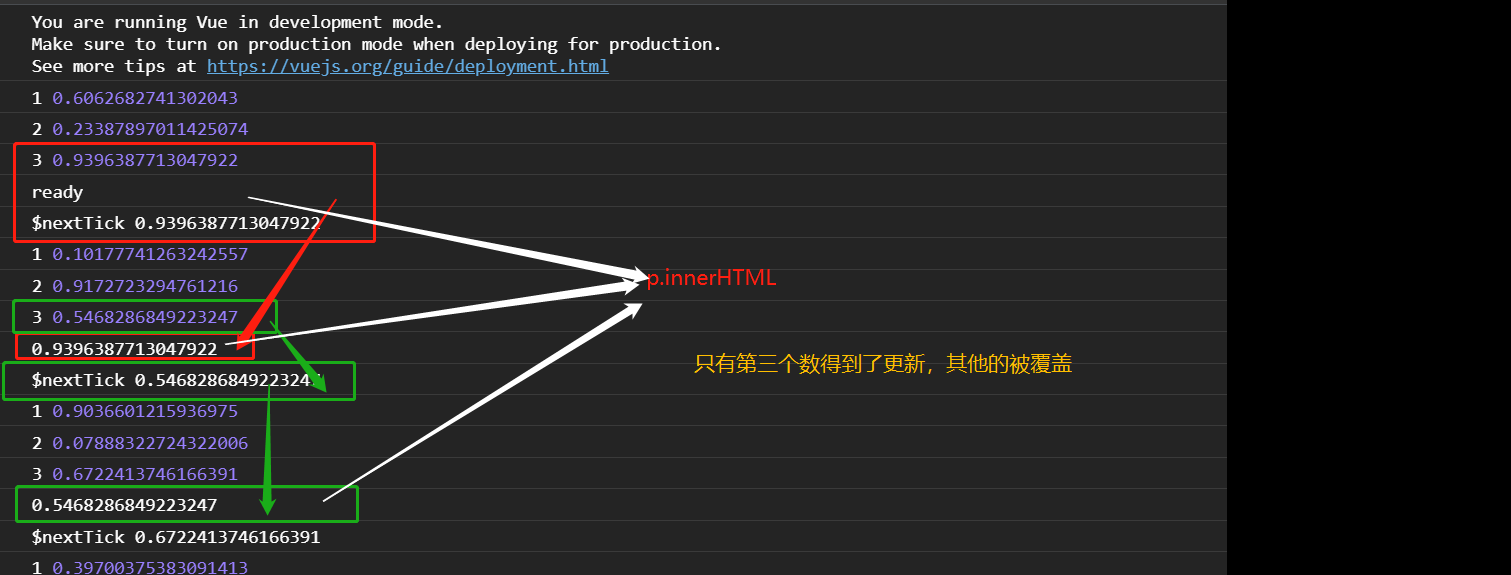 You are running Vue in development mode.
Make sure to turn on production mode when deploying for production.
See more tips at https://vuejs.org/guide/deployment.html
1 0.6062682741302043
2 0.23387897011425074
3 0.9396387713047922
ready
$nextTick 0.9396387713047922
1 0.10177741263242557
2 0.9172723294761216
p.innerHTML
3 0.5468286849223247
0.9396387713047922
只有第三个数得到了更新，其他的被覆盖
$nextTick 0.5468286849223247
1 0.9036601215936975
2 0.07888322724322006
3 0.6722413746166391
0.5468286849223247
$nextTick 0.6722413746166391
1 0.39700375383091413